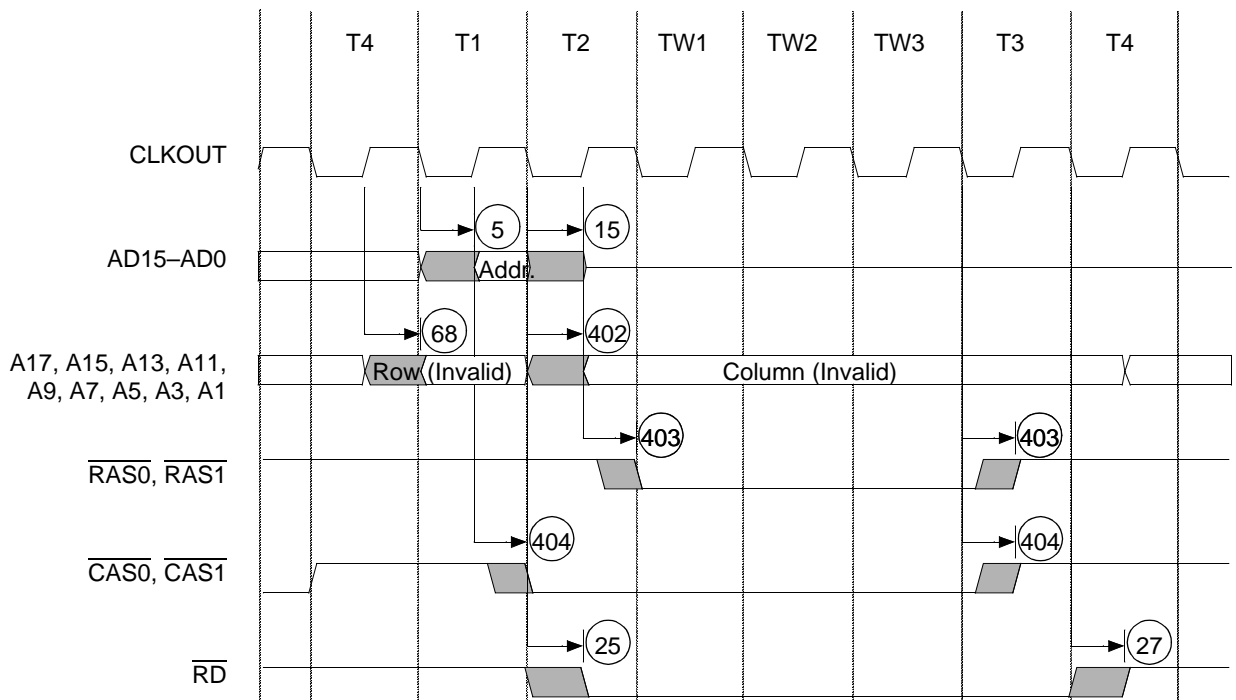 T4 T1 T2 TW1 TW2 TW3 T3 T4
CLKOUT
5 15
AD15–AD0
Addr.
68 402
A17, A15, A13, A11,
A9, A7, A5, A3, A1
Row (Invalid) Column (Invalid)
403 403
RAS0, RAS1
404 404
CAS0, CAS1
25 27
RD